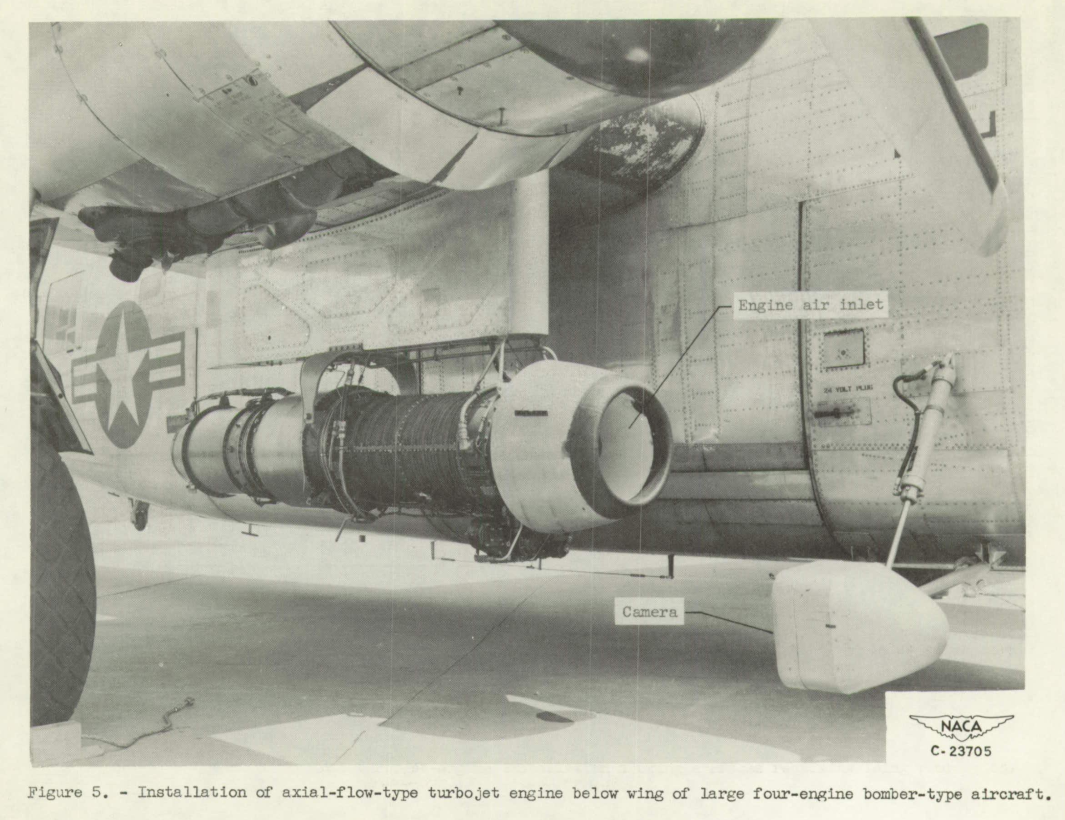 Engine air inlet
24 VOLT PLUG
Camera
NACA
C-23705
Figure 5. - Installation of axial-flow-type turbojet engine below wing of large four-engine bomber-type aircraft.